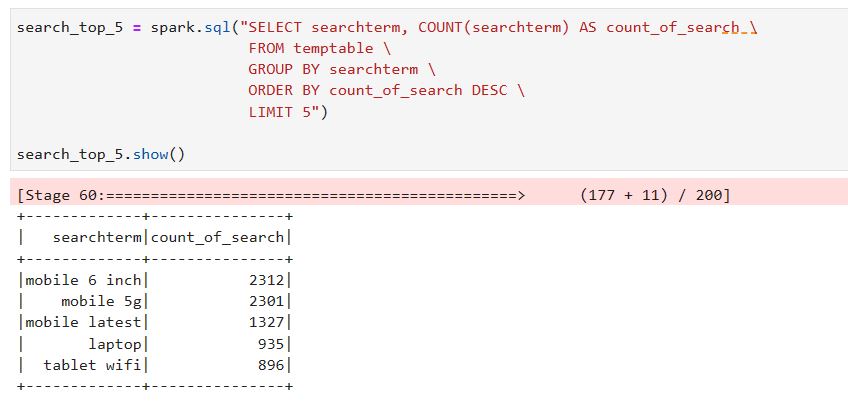 search_top_5 = spark.sql("SELECT searchterm, COUNT(searchterm) AS count_of_search \
                          FROM temptable \
                          GROUP BY searchterm \
                          ORDER BY count_of_search DESC \
                          LIMIT 5")
search_top_5.show()
[Stage 60:==============================================>      (177 + 11) / 200]
+-------------+---------------+
|   searchterm|count_of_search|
+-------------+---------------+
|mobile 6 inch|           2312|
|    mobile 5g|           2301|
|mobile latest|           1327|
|       laptop|            935|
|  tablet wifi|            896|
+-------------+---------------+